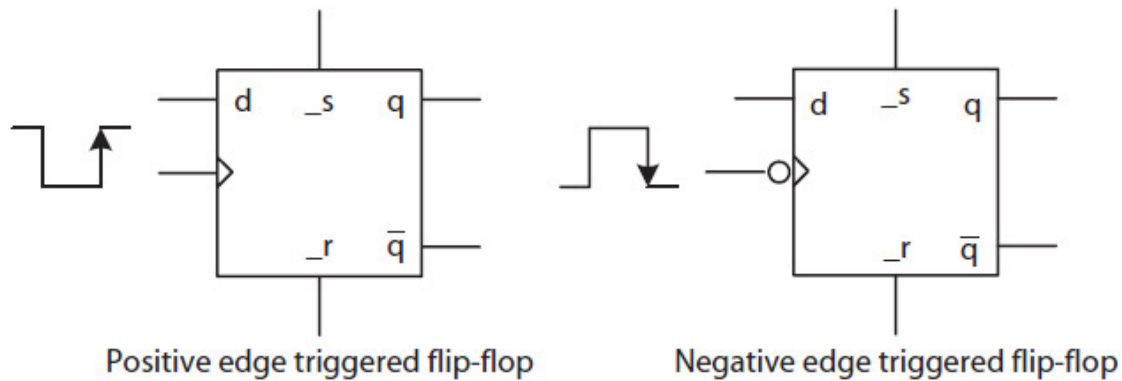 d _s q
_r q̅
Positive edge triggered flip-flop
d _s q
_r q̅
Negative edge triggered flip-flop